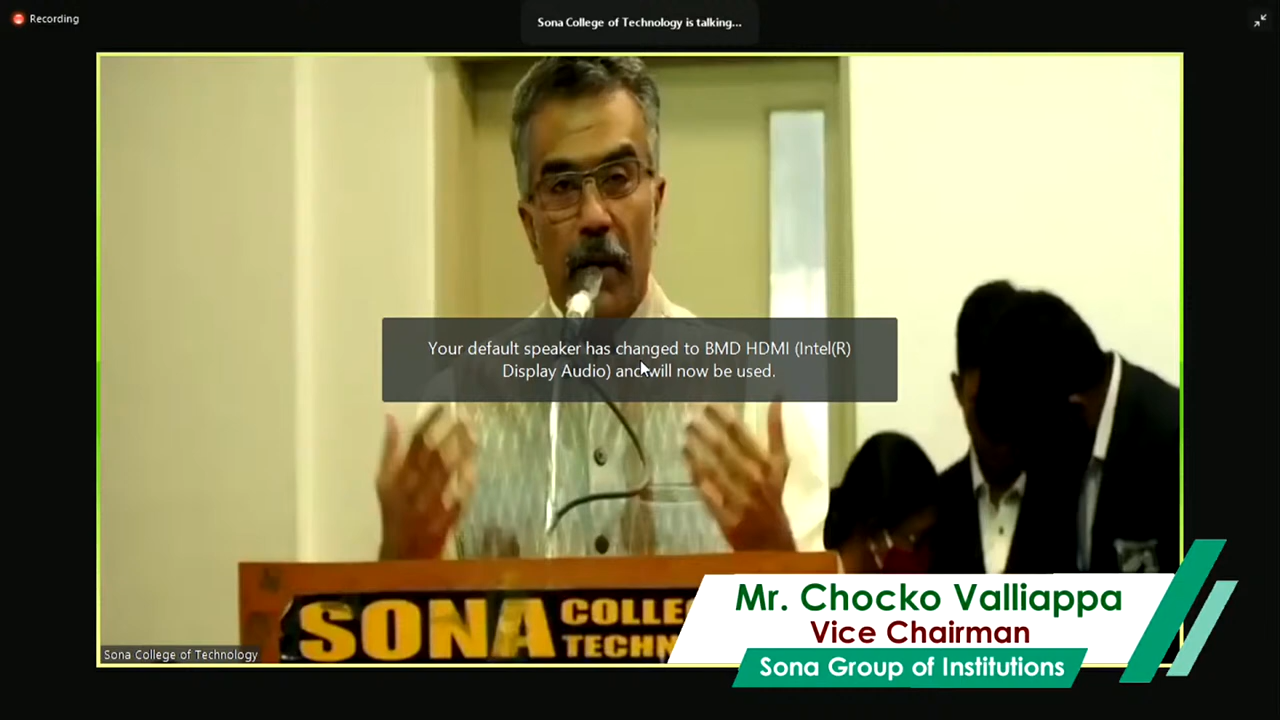 Recording
Sona College of Technology is talking...
Your default speaker has changed to BMD HDMI (Intel(R)
Display Audio) and will now be used.
SONA
COLLE
TECHN
Mr. Chocko Valliappa
Vice Chairman
Sona Group of Institutions
Sona College of Technology